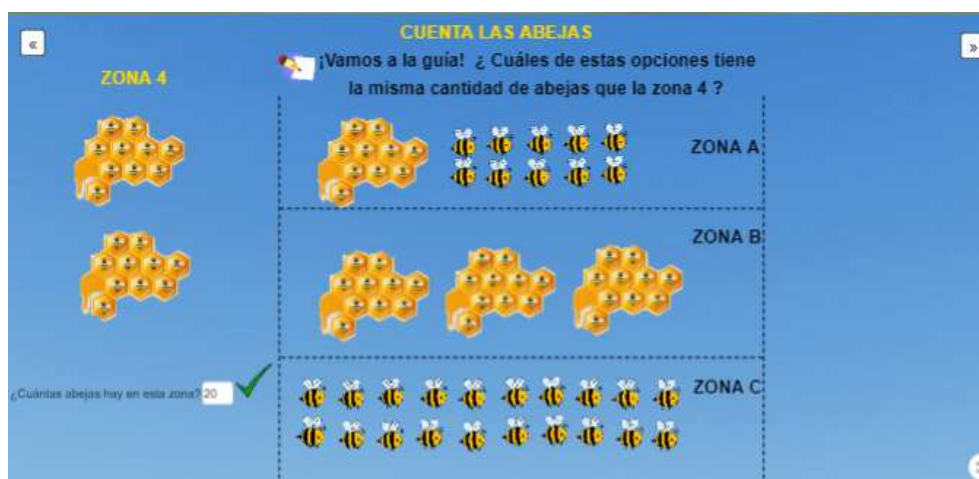 CUENTA LAS ABEJAS
«
»
¡Vamos a la guía! ¿ Cuáles de estas opciones tiene
la misma cantidad de abejas que la zona 4 ?
ZONA 4
ZONA A
ZONA B
ZONA C
¿Cuántas abejas hay en esta zona? 20